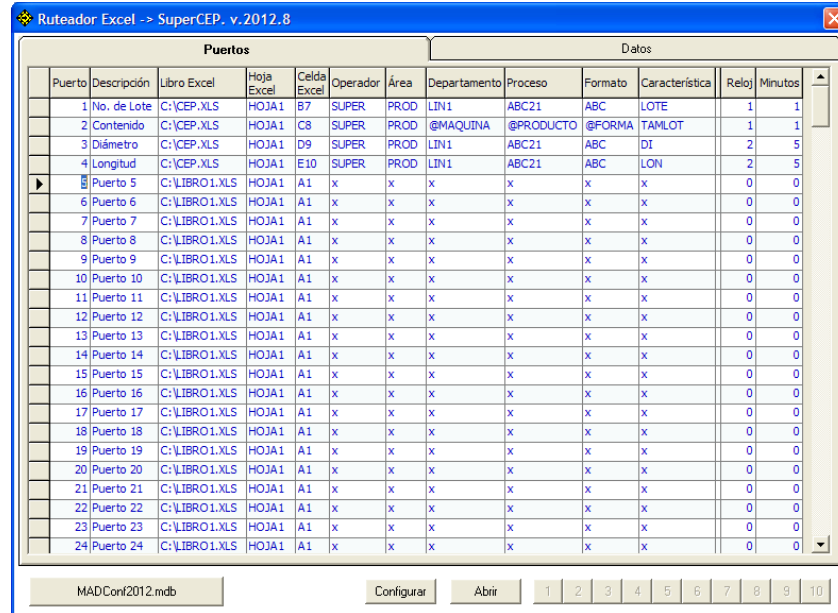 Ruteador Excel -> SuperCEP. v.2012.8
Puertos Datos
Puerto Descripción Libro Excel Hoja Excel Celda Excel Operador Área Departamento Proceso Formato Característica Reloj Minutos
1 No. de Lote C:\CEP.XLS HOJA1 B7 SUPER PROD LIN1 ABC21 ABC LOTE 1 1
2 Contenido C:\CEP.XLS HOJA1 C8 SUPER PROD @MAQUINA @PRODUCTO @FORMA TAMLOT 1 1
3 Diámetro C:\CEP.XLS HOJA1 D9 SUPER PROD LIN1 ABC21 ABC DI 2 5
4 Longitud C:\CEP.XLS HOJA1 E10 SUPER PROD LIN1 ABC21 ABC LON 2 5
5 Puerto 5 C:\LIBRO1.XLS HOJA1 A1 x x x x x x 0 0
6 Puerto 6 C:\LIBRO1.XLS HOJA1 A1 x x x x x x 0 0
7 Puerto 7 C:\LIBRO1.XLS HOJA1 A1 x x x x x x 0 0
8 Puerto 8 C:\LIBRO1.XLS HOJA1 A1 x x x x x x 0 0
9 Puerto 9 C:\LIBRO1.XLS HOJA1 A1 x x x x x x 0 0
10 Puerto 10 C:\LIBRO1.XLS HOJA1 A1 x x x x x x 0 0
11 Puerto 11 C:\LIBRO1.XLS HOJA1 A1 x x x x x x 0 0
12 Puerto 12 C:\LIBRO1.XLS HOJA1 A1 x x x x x x 0 0
13 Puerto 13 C:\LIBRO1.XLS HOJA1 A1 x x x x x x 0 0
14 Puerto 14 C:\LIBRO1.XLS HOJA1 A1 x x x x x x 0 0
15 Puerto 15 C:\LIBRO1.XLS HOJA1 A1 x x x x x x 0 0
16 Puerto 16 C:\LIBRO1.XLS HOJA1 A1 x x x x x x 0 0
17 Puerto 17 C:\LIBRO1.XLS HOJA1 A1 x x x x x x 0 0
18 Puerto 18 C:\LIBRO1.XLS HOJA1 A1 x x x x x x 0 0
19 Puerto 19 C:\LIBRO1.XLS HOJA1 A1 x x x x x x 0 0
20 Puerto 20 C:\LIBRO1.XLS HOJA1 A1 x x x x x x 0 0
21 Puerto 21 C:\LIBRO1.XLS HOJA1 A1 x x x x x x 0 0
22 Puerto 22 C:\LIBRO1.XLS HOJA1 A1 x x x x x x 0 0
23 Puerto 23 C:\LIBRO1.XLS HOJA1 A1 x x x x x x 0 0
24 Puerto 24 C:\LIBRO1.XLS HOJA1 A1 x x x x x x 0 0
MADConf2012.mdb Configurar Abrir 1 2 3 4 5 6 7 8 9 10